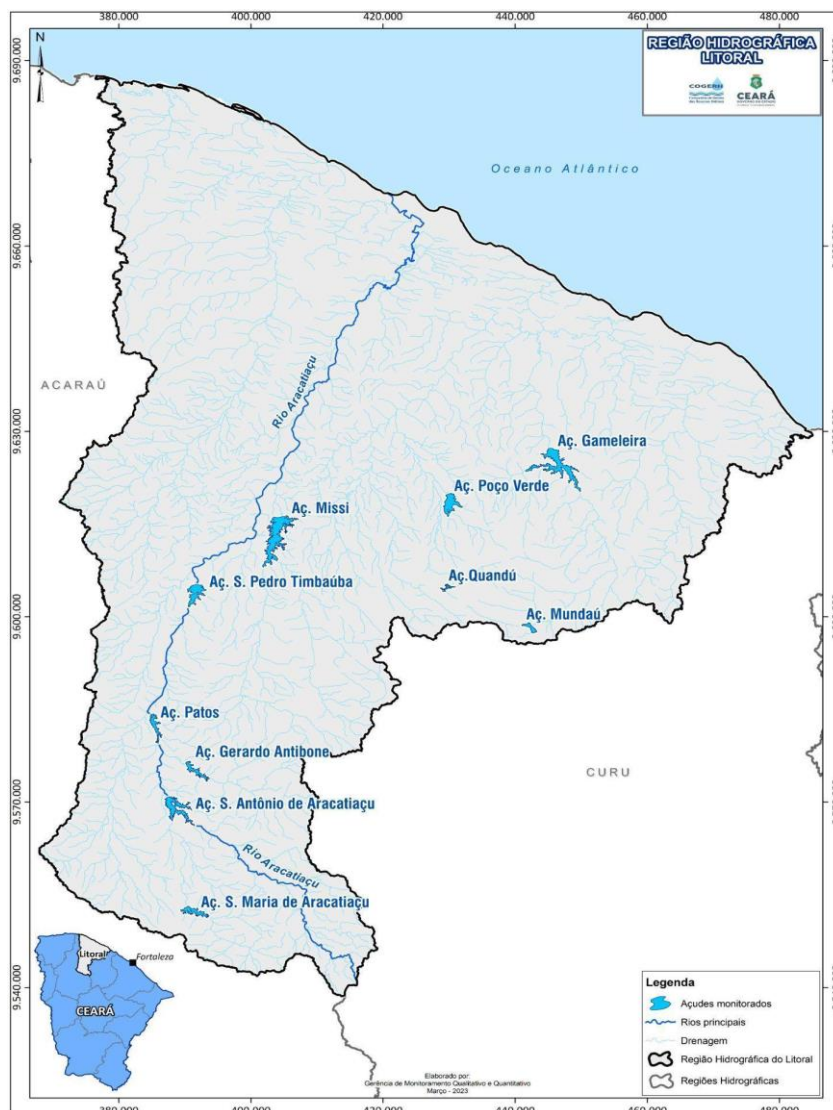 380.000 400.000 420.000 440.000 460.000 480.000
N
9.690.000
REGIÃO HIDROGRÁFICA
LITORAL
COGERH
CEARÁ
Oceano Atlântico
9.660.000
Rio Aracatiaçu
ACARAÚ
9.630.000
Aç. Gameleira
Aç. Poço Verde
Aç. Missi
Aç. S. Pedro Timbaúba
Aç.Quandú
9.600.000
Aç. Mundaú
Aç. Patos
Aç. Gerardo Antibone
CURU
9.570.000
Aç. S. Antônio de Aracatiaçu
Rio Aracatiaçu
Aç. S. Maria de Aracatiaçu
Litoral
Fortaleza
CEARÁ
9.540.000
Legenda
Açudes monitorados
Rios principais
Drenagem
Região Hidrográfica do Litoral
Regiões Hidrográficas
Elaborado por:
Gerência de Monitoramento Qualitativo e Quantitativo
Março - 2023
380.000 400.000 420.000 440.000 460.000 480.000